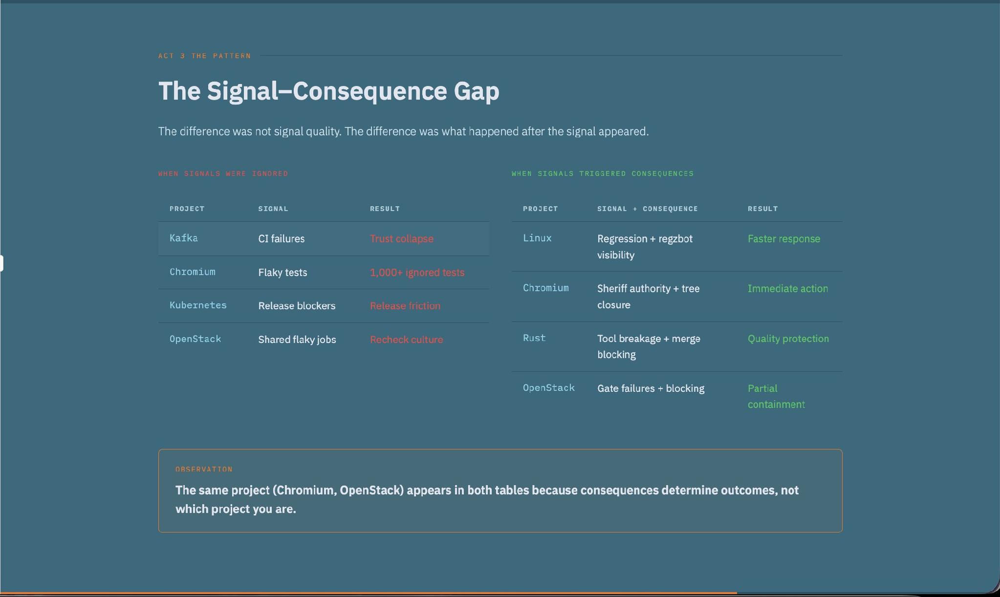 ACT 3 THE PATTERN
The Signal–Consequence Gap
The difference was not signal quality. The difference was what happened after the signal appeared.
WHEN SIGNALS WERE IGNORED
PROJECT SIGNAL RESULT
Kafka CI failures Trust collapse
Chromium Flaky tests 1,000+ ignored tests
Kubernetes Release blockers Release friction
OpenStack Shared flaky jobs Recheck culture
WHEN SIGNALS TRIGGERED CONSEQUENCES
PROJECT SIGNAL + CONSEQUENCE RESULT
Linux Regression + regzbot Faster response
visibility
Chromium Sheriff authority + tree Immediate action
closure
Rust Tool breakage + merge Quality protection
blocking
OpenStack Gate failures + blocking Partial
containment
OBSERVATION
The same project (Chromium, OpenStack) appears in both tables because consequences determine outcomes, not
which project you are.